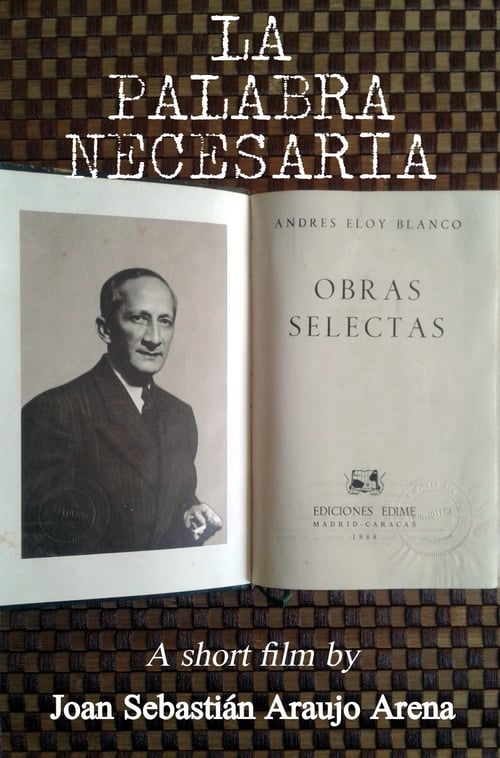 LA
PALABRA
NECESARIA
ANDRES ELOY BLANCO
OBRAS
SELECTAS
EDICIONES EDIME
MADRID-CARACAS
1968
BIBLIOTECA
A short film by
Joan Sebastián Araujo Arena